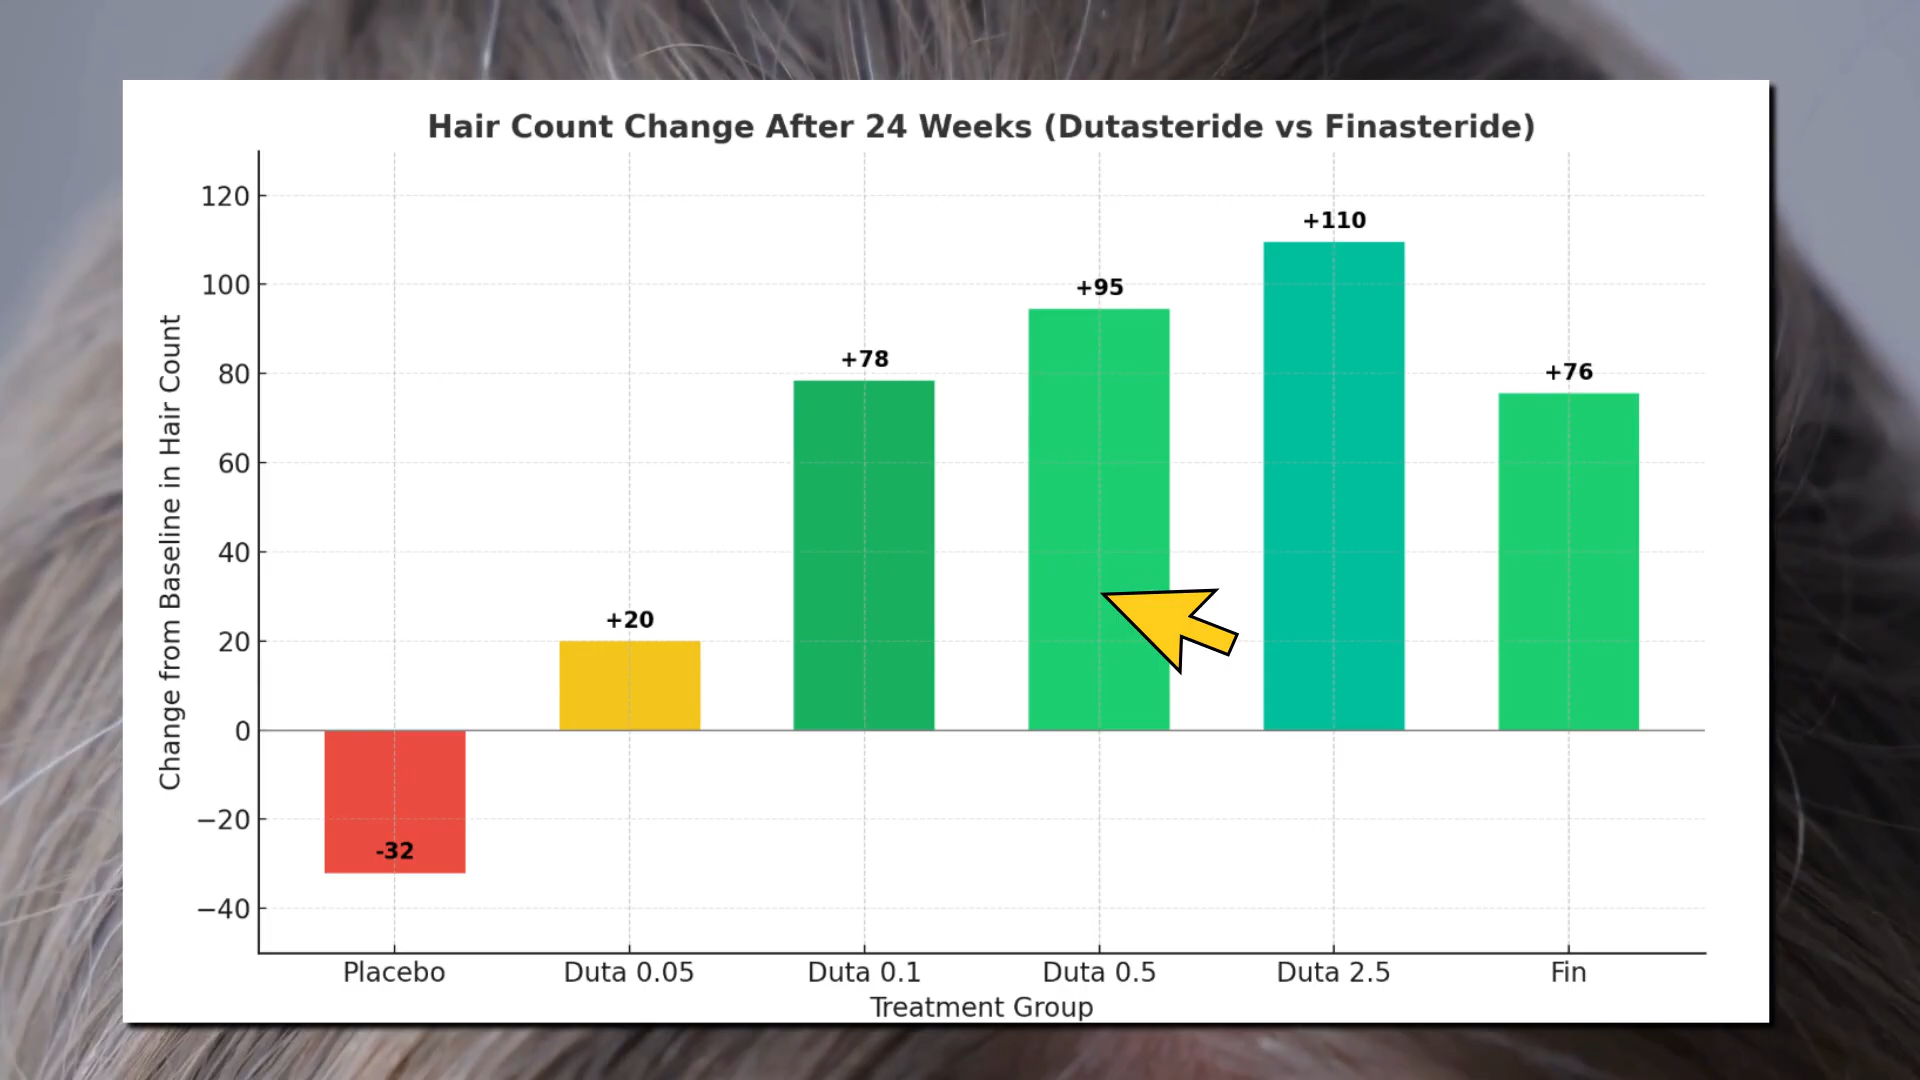 Hair Count Change After 24 Weeks (Dutasteride vs Finasteride)
Change from Baseline in Hair Count
120
100
80
60
40
20
0
−20
−40
-32
+20
+78
+95
+110
+76
Placebo
Duta 0.05
Duta 0.1
Duta 0.5
Duta 2.5
Fin
Treatment Group